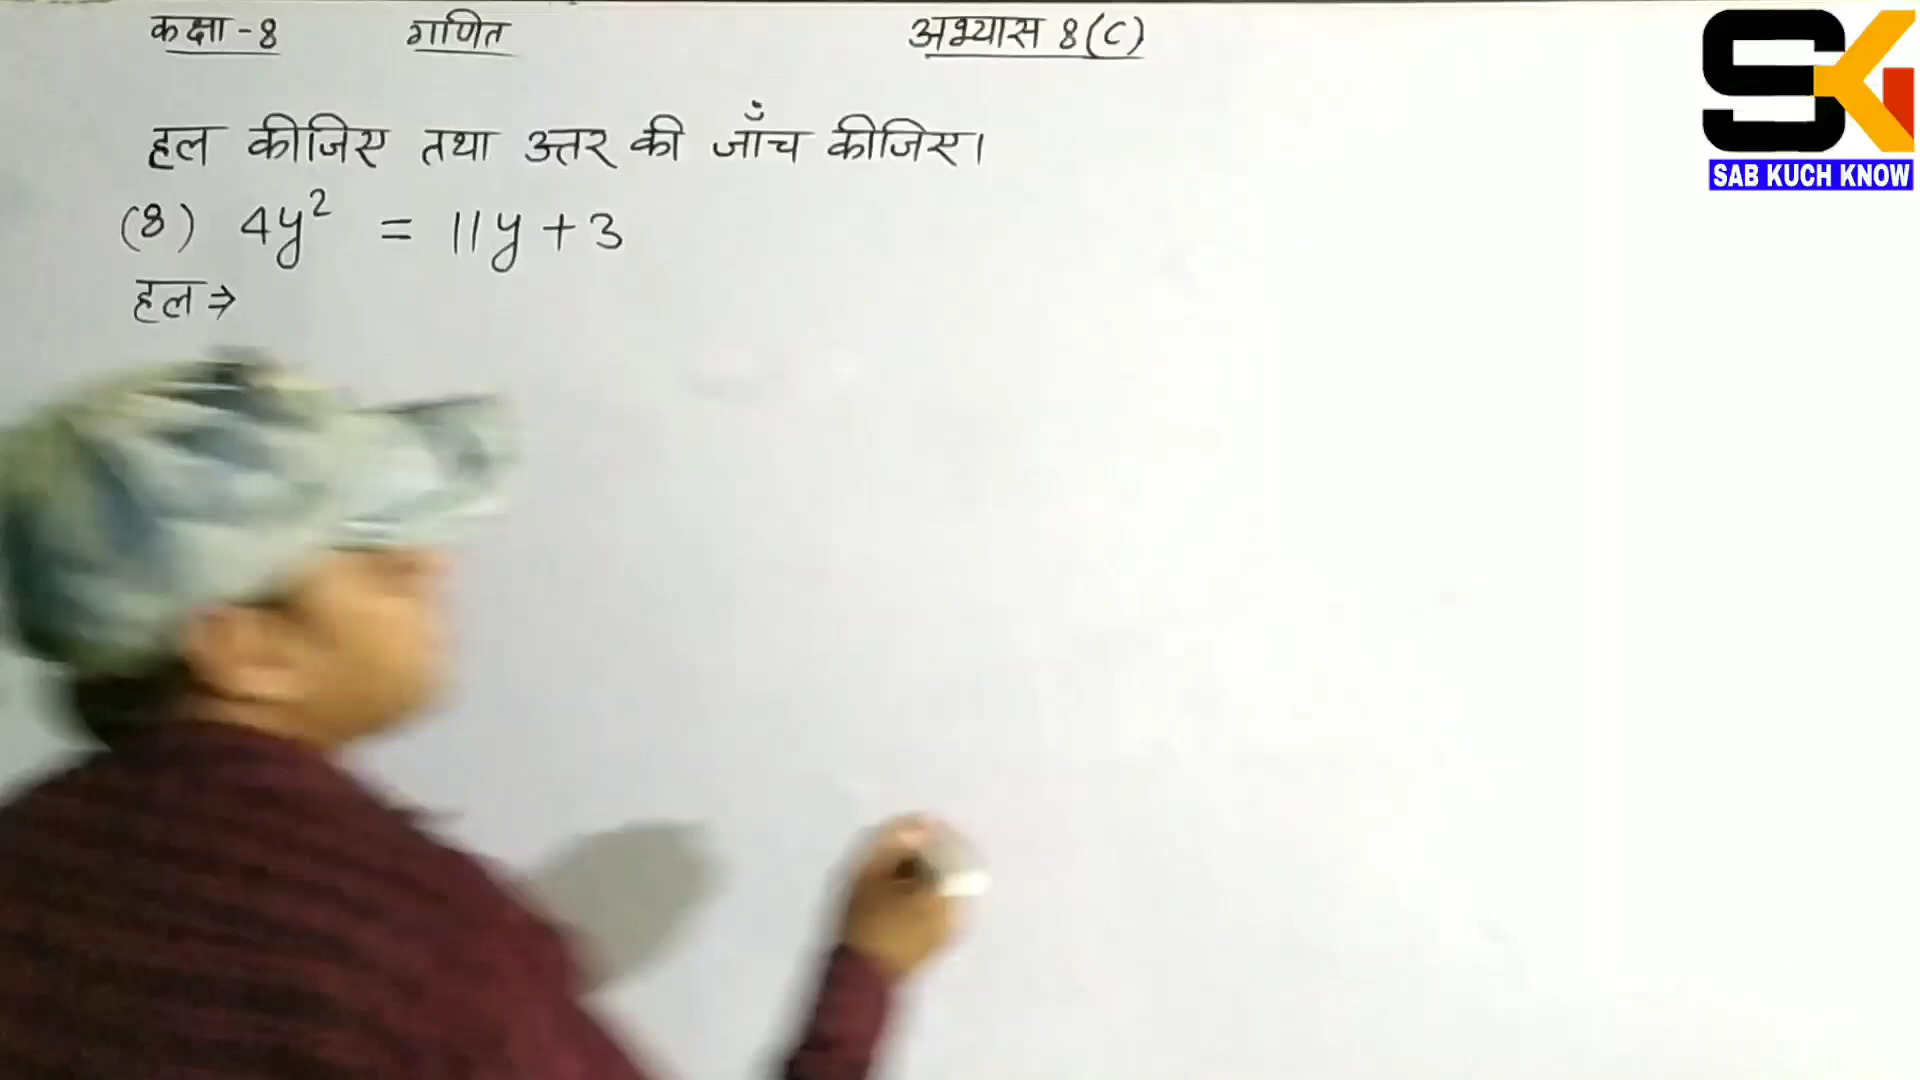 कक्षा - 8 गणित अभ्यास 8(c)
हल कीजिए तथा उत्तर की जाँच कीजिए।
(8) 4y² = 11y + 3
हल ⇒
SK
SAB KUCH KNOW